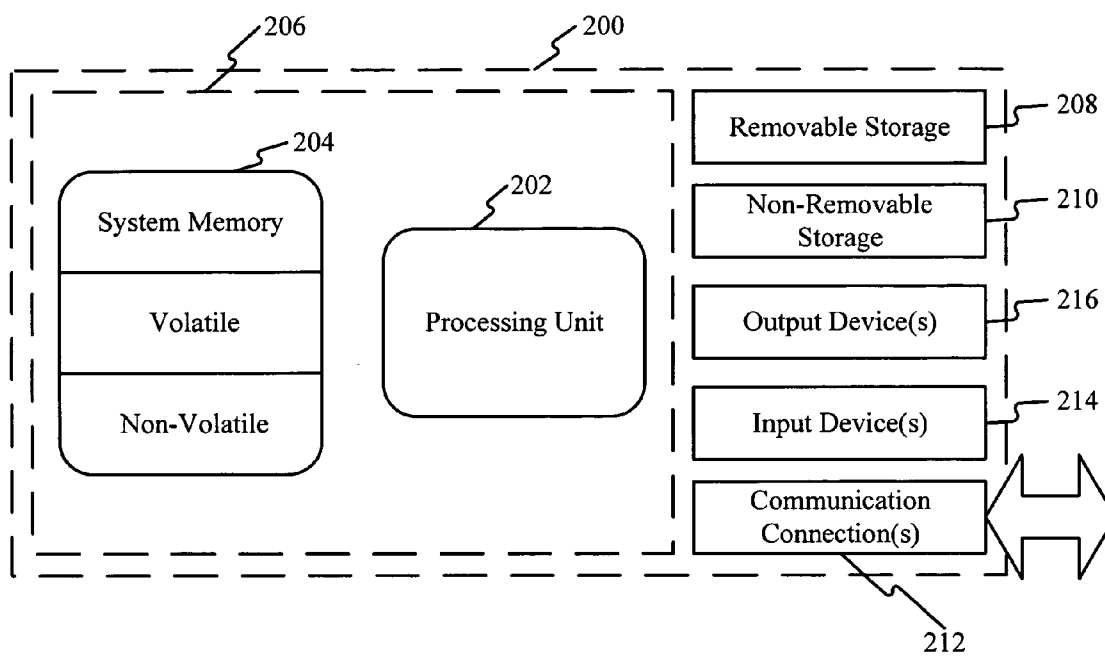 206
200
204
System Memory
Volatile
Non-Volatile
202
Processing Unit
Removable Storage
208
Non-Removable
Storage
210
Output Device(s)
216
Input Device(s)
214
Communication
Connection(s)
212